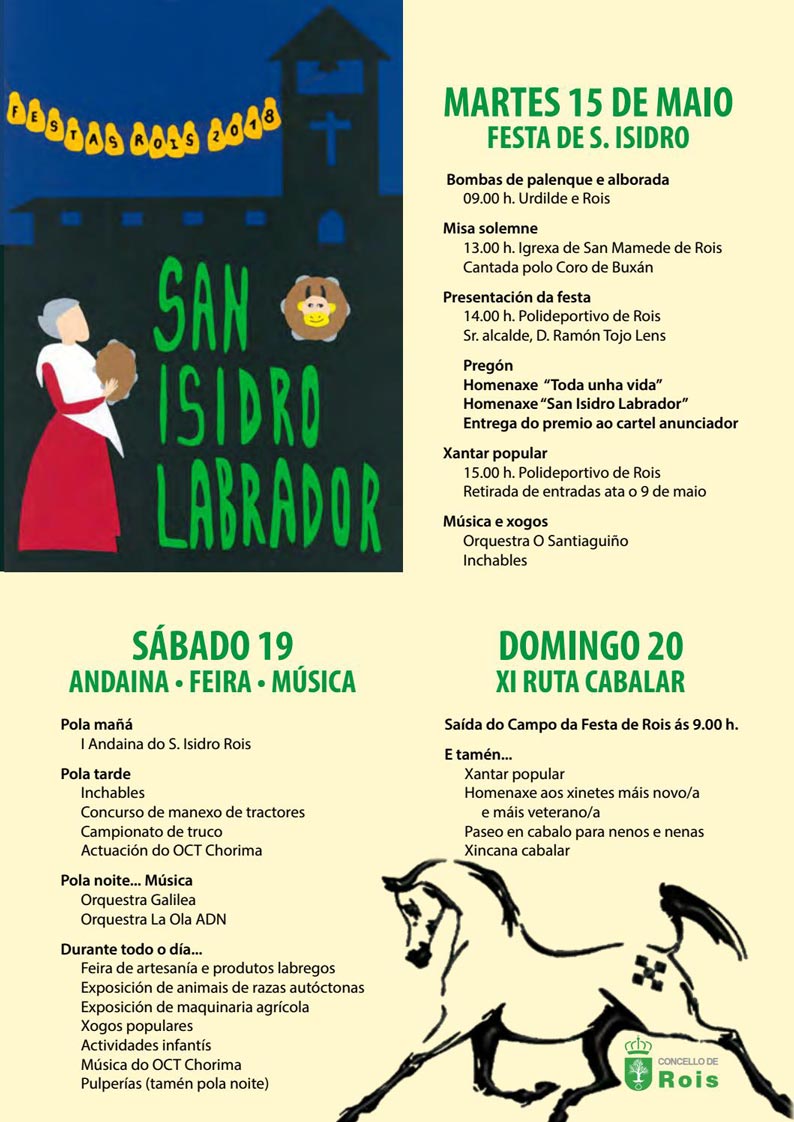 FESTAS ROIS 2018
SAN
ISIDRO
LABRADOR
MARTES 15 DE MAIO
FESTA DE S. ISIDRO
Bombas de palenque e alborada
09.00 h. Urdilde e Rois
Misa solemne
13.00 h. Igrexa de San Mamede de Rois
Cantada polo Coro de Buxán
Presentación da festa
14.00 h. Polideportivo de Rois
Sr. alcalde, D. Ramón Tojo Lens
Pregón
Homenaxe “Toda unha vida”
Homenaxe “San Isidro Labrador”
Entrega do premio ao cartel anunciador
Xantar popular
15.00 h. Polideportivo de Rois
Retirada de entradas ata o 9 de maio
Música e xogos
Orquestra O Santiaguiño
Inchables
SÁBADO 19
ANDAINA • FEIRA • MÚSICA
Pola mañá
I Andaina do S. Isidro Rois
Pola tarde
Inchables
Concurso de manexo de tractores
Campionato de truco
Actuación do OCT Chorima
Pola noite... Música
Orquestra Galilea
Orquestra La Ola ADN
Durante todo o día...
Feira de artesanía e produtos labregos
Exposición de animais de razas autóctonas
Exposición de maquinaria agrícola
Xogos populares
Actividades infantís
Música do OCT Chorima
Pulperías (tamén pola noite)
DOMINGO 20
XI RUTA CABALAR
Saída do Campo da Festa de Rois ás 9.00 h.
E tamén...
Xantar popular
Homenaxe aos xinetes máis novo/a
e máis veterano/a
Paseo en cabalo para nenos e nenas
Xincana cabalar
CONCELLO DE
Rois